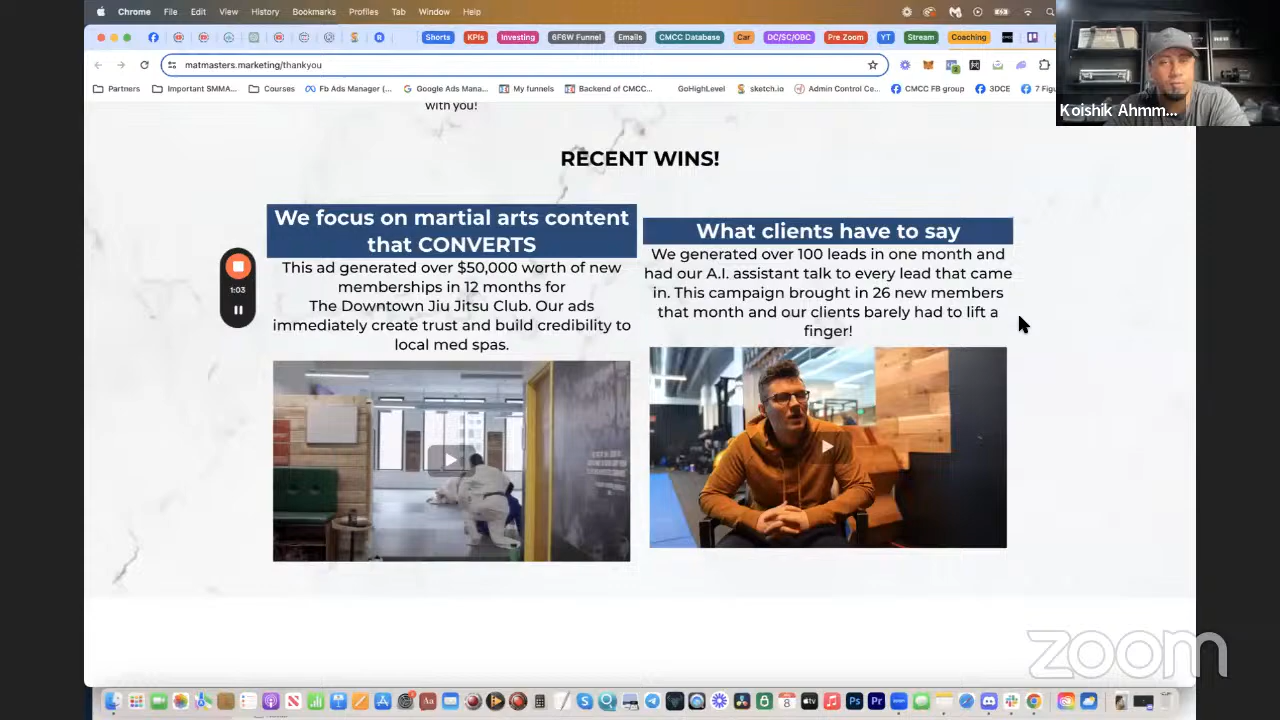 Chrome File Edit View History Bookmarks Profiles Tab Window Help
Shorts KPIs Investing 6F6W Funnel Emails CMCC Database Car DC/SC/OBC Pre Zoom YT Stream Coaching
matmasters.marketing/thankyou
Partners Important SMMA... Courses Fb Ads Manager (... Google Ads Mana... My funnels Backend of CMCC... GoHighLevel sketch.io Admin Control Ce... CMCC FB group 3DCE 7 Figu
Koishik Ahmm...
with you!
RECENT WINS!
We focus on martial arts content
that CONVERTS
This ad generated over $50,000 worth of new
memberships in 12 months for
The Downtown Jiu Jitsu Club. Our ads
immediately create trust and build credibility to
local med spas.
What clients have to say
We generated over 100 leads in one month and
had our A.I. assistant talk to every lead that came
in. This campaign brought in 26 new members
that month and our clients barely had to lift a
finger!
1:03
zoom